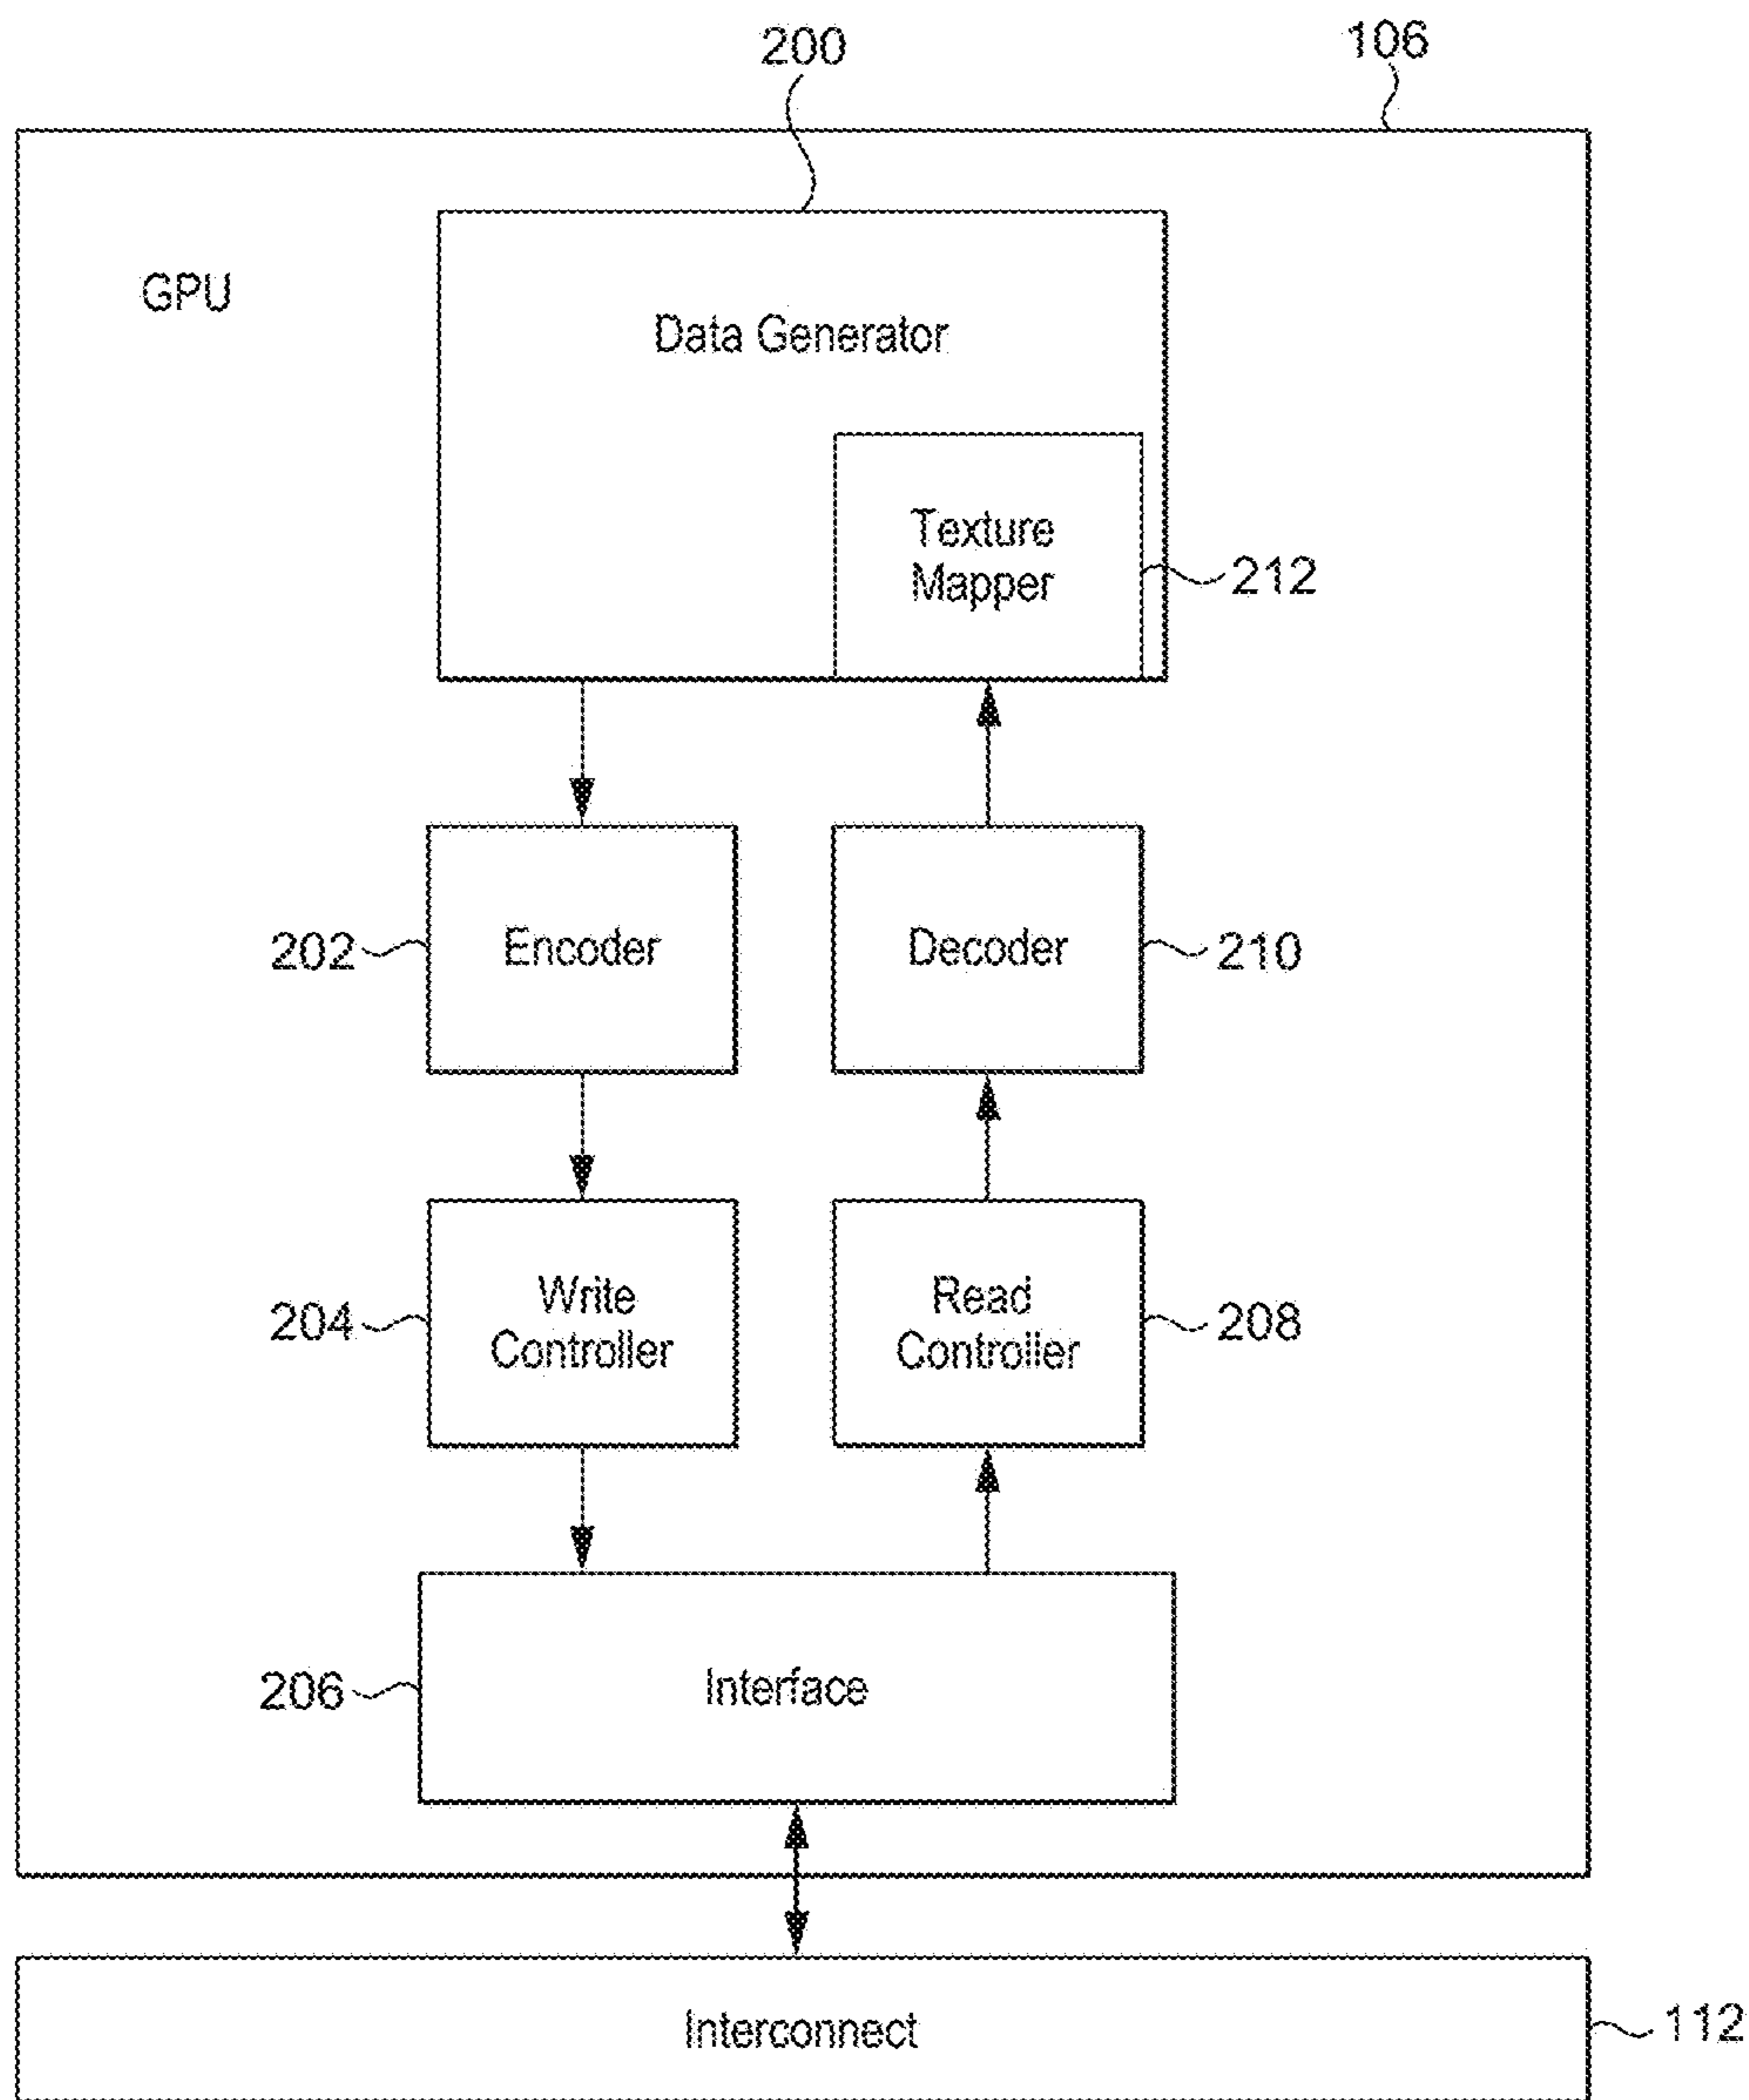 200
106
GPU
Data Generator
Texture
Mapper
212
202
Encoder
Decoder
210
204
Write
Controller
Read
Controller
208
206
Interface
Interconnect
112